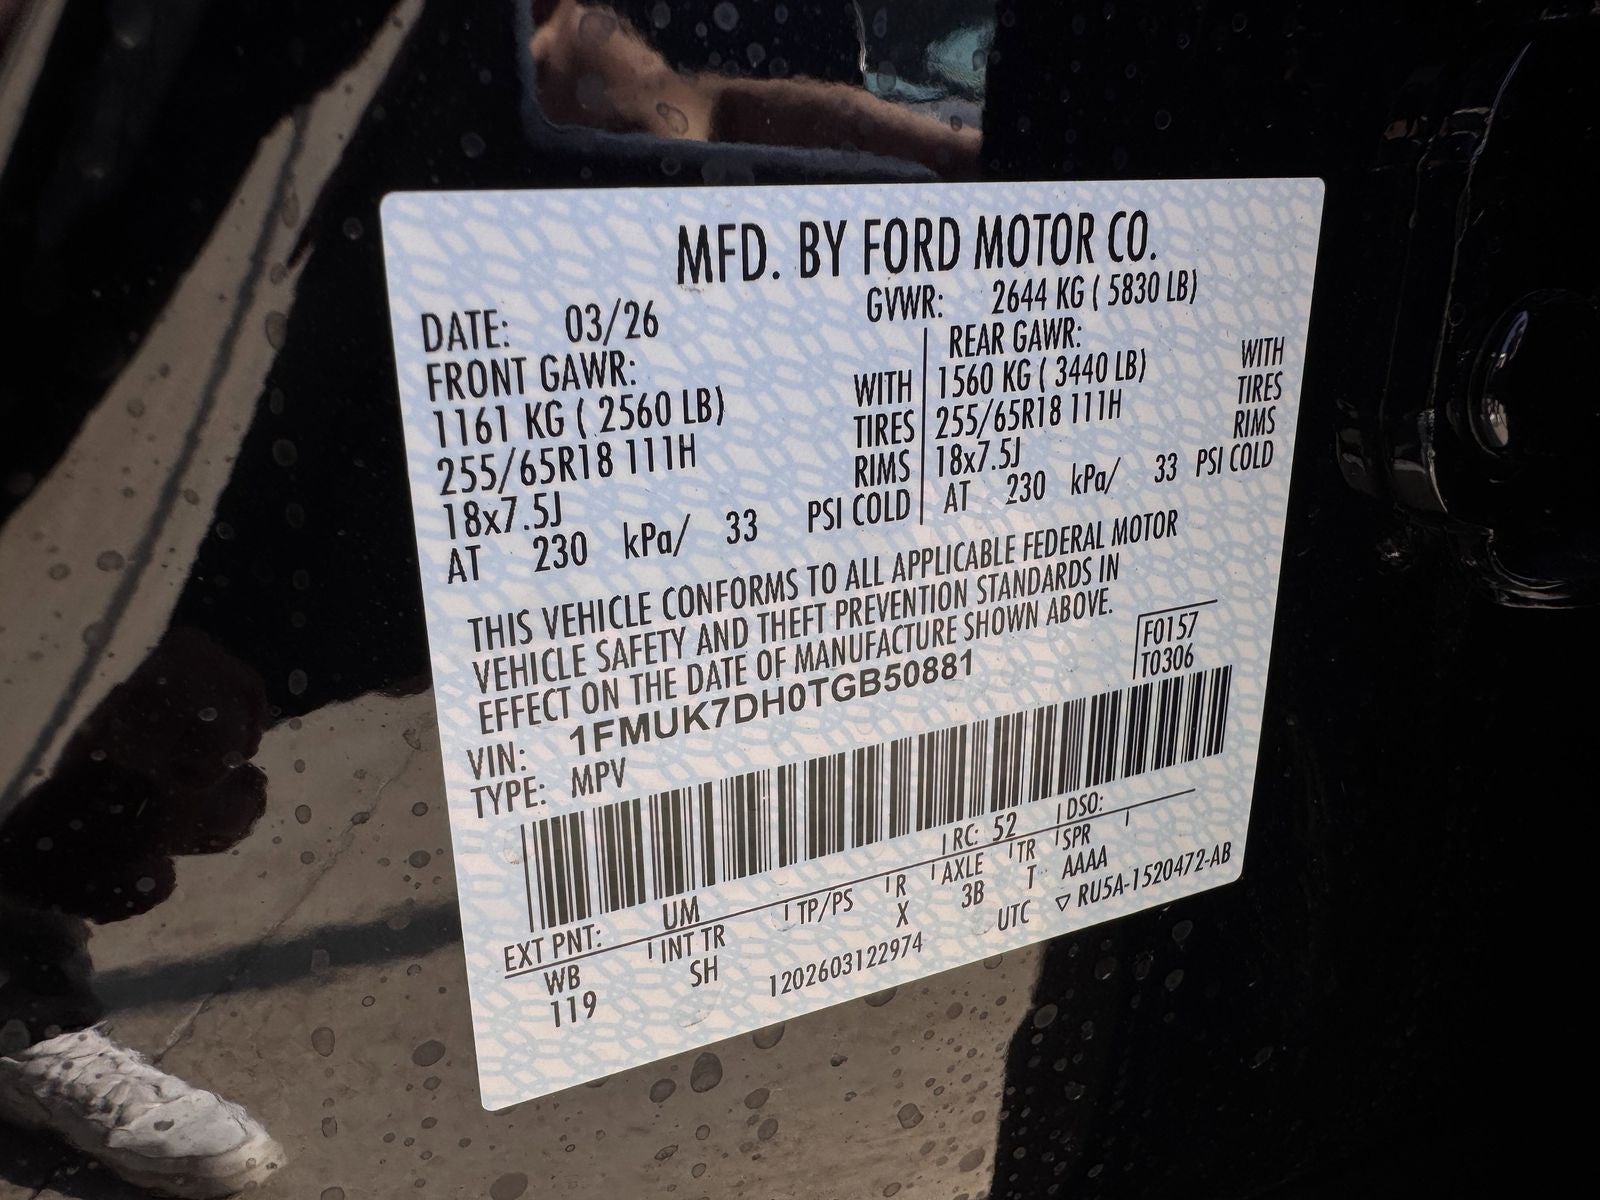 MFD. BY FORD MOTOR CO.
DATE: 03/26 GVWR: 2644 KG ( 5830 LB)
FRONT GAWR: REAR GAWR:
1161 KG ( 2560 LB) WITH 1560 KG ( 3440 LB) WITH
255/65R18 111H TIRES 255/65R18 111H TIRES
18x7.5J RIMS 18x7.5J RIMS
AT 230 kPa/ 33 PSI COLD AT 230 kPa/ 33 PSI COLD
THIS VEHICLE CONFORMS TO ALL APPLICABLE FEDERAL MOTOR
VEHICLE SAFETY AND THEFT PREVENTION STANDARDS IN
EFFECT ON THE DATE OF MANUFACTURE SHOWN ABOVE.
F0157
T0306
VIN: 1FMUK7DH0TGB50881
TYPE: MPV
EXT PNT: UM RC: 52 DSO:
WB INT TR TP/PS R AXLE TR SPR
119 SH X 3B T AAAA
1202603122974 UTC ▽ RU5A-1520472-AB